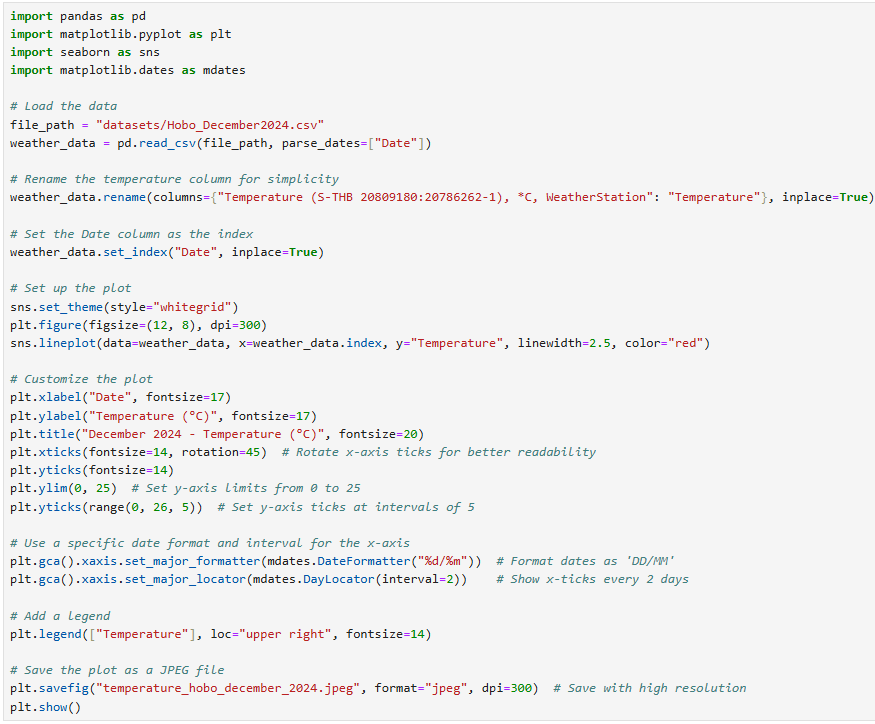 import pandas as pd
import matplotlib.pyplot as plt
import seaborn as sns
import matplotlib.dates as mdates
# Load the data
file_path = "datasets/Hobo_December2024.csv"
weather_data = pd.read_csv(file_path, parse_dates=["Date"])
# Rename the temperature column for simplicity
weather_data.rename(columns={"Temperature (S-THB 20809180:20786262-1), *C, WeatherStation": "Temperature"}, inplace=True)
# Set the Date column as the index
weather_data.set_index("Date", inplace=True)
# Set up the plot
sns.set_theme(style="whitegrid")
plt.figure(figsize=(12, 8), dpi=300)
sns.lineplot(data=weather_data, x=weather_data.index, y="Temperature", linewidth=2.5, color="red")
# Customize the plot
plt.xlabel("Date", fontsize=17)
plt.ylabel("Temperature (°C)", fontsize=17)
plt.title("December 2024 - Temperature (°C)", fontsize=20)
plt.xticks(fontsize=14, rotation=45)  # Rotate x-axis ticks for better readability
plt.yticks(fontsize=14)
plt.ylim(0, 25)  # Set y-axis limits from 0 to 25
plt.yticks(range(0, 26, 5))  # Set y-axis ticks at intervals of 5
# Use a specific date format and interval for the x-axis
plt.gca().xaxis.set_major_formatter(mdates.DateFormatter("%d/%m"))  # Format dates as 'DD/MM'
plt.gca().xaxis.set_major_locator(mdates.DayLocator(interval=2))    # Show x-ticks every 2 days
# Add a legend
plt.legend(["Temperature"], loc="upper right", fontsize=14)
# Save the plot as a JPEG file
plt.savefig("temperature_hobo_december_2024.jpeg", format="jpeg", dpi=300)  # Save with high resolution
plt.show()